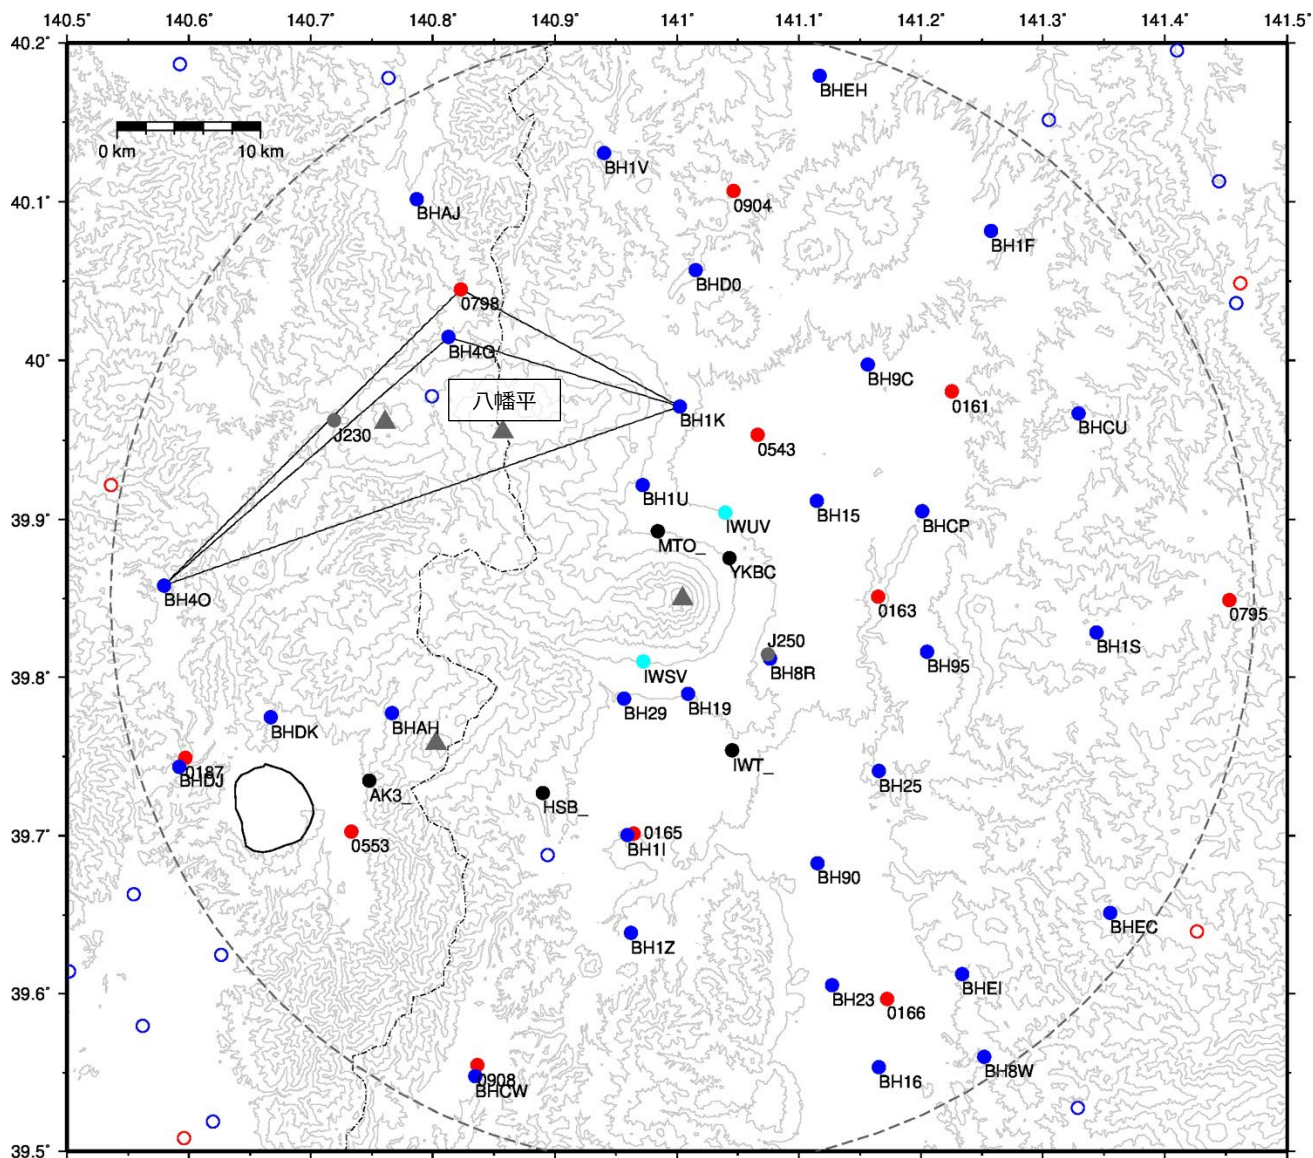 140.5˚ 140.6˚ 140.7˚ 140.8˚ 140.9˚ 141˚ 141.1˚ 141.2˚ 141.3˚ 141.4˚ 141.5˚
40.2˚
BHEH
0 km 10 km
BH1V
40.1˚
BHAJ
0904
BH1F
BHD0
0798
BH4Q
40˚
BH9C
0161
八幡平
BH1K
BHCU
J230
0543
BH1U
39.9˚
BH15
IWUV
BHCP
MTO_
YKBC
BH4O
0163
0795
J250
BH1S
BH8R
BH95
39.8˚
IWSV
BH29
BH19
BHDK
BHAH
0187
BHDJ
IWT_
AK3_
BH25
HSB_
39.7˚
0553
0165
BH1I
BH90
BHEC
BH1Z
39.6˚
BH23
0166
BHEI
0908
BHCW
BH16
BH8W
39.5˚